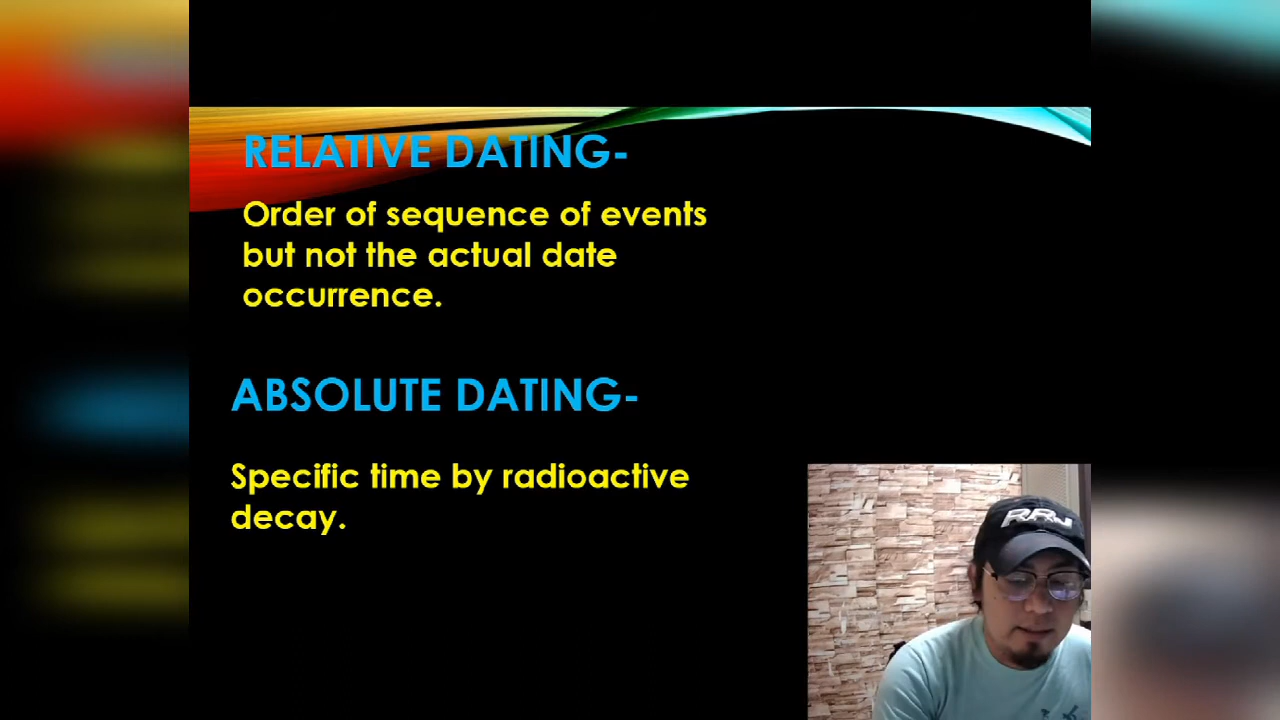 RELATIVE DATING-
Order of sequence of events
but not the actual date
occurrence.
ABSOLUTE DATING-
Specific time by radioactive
decay.
RRJ